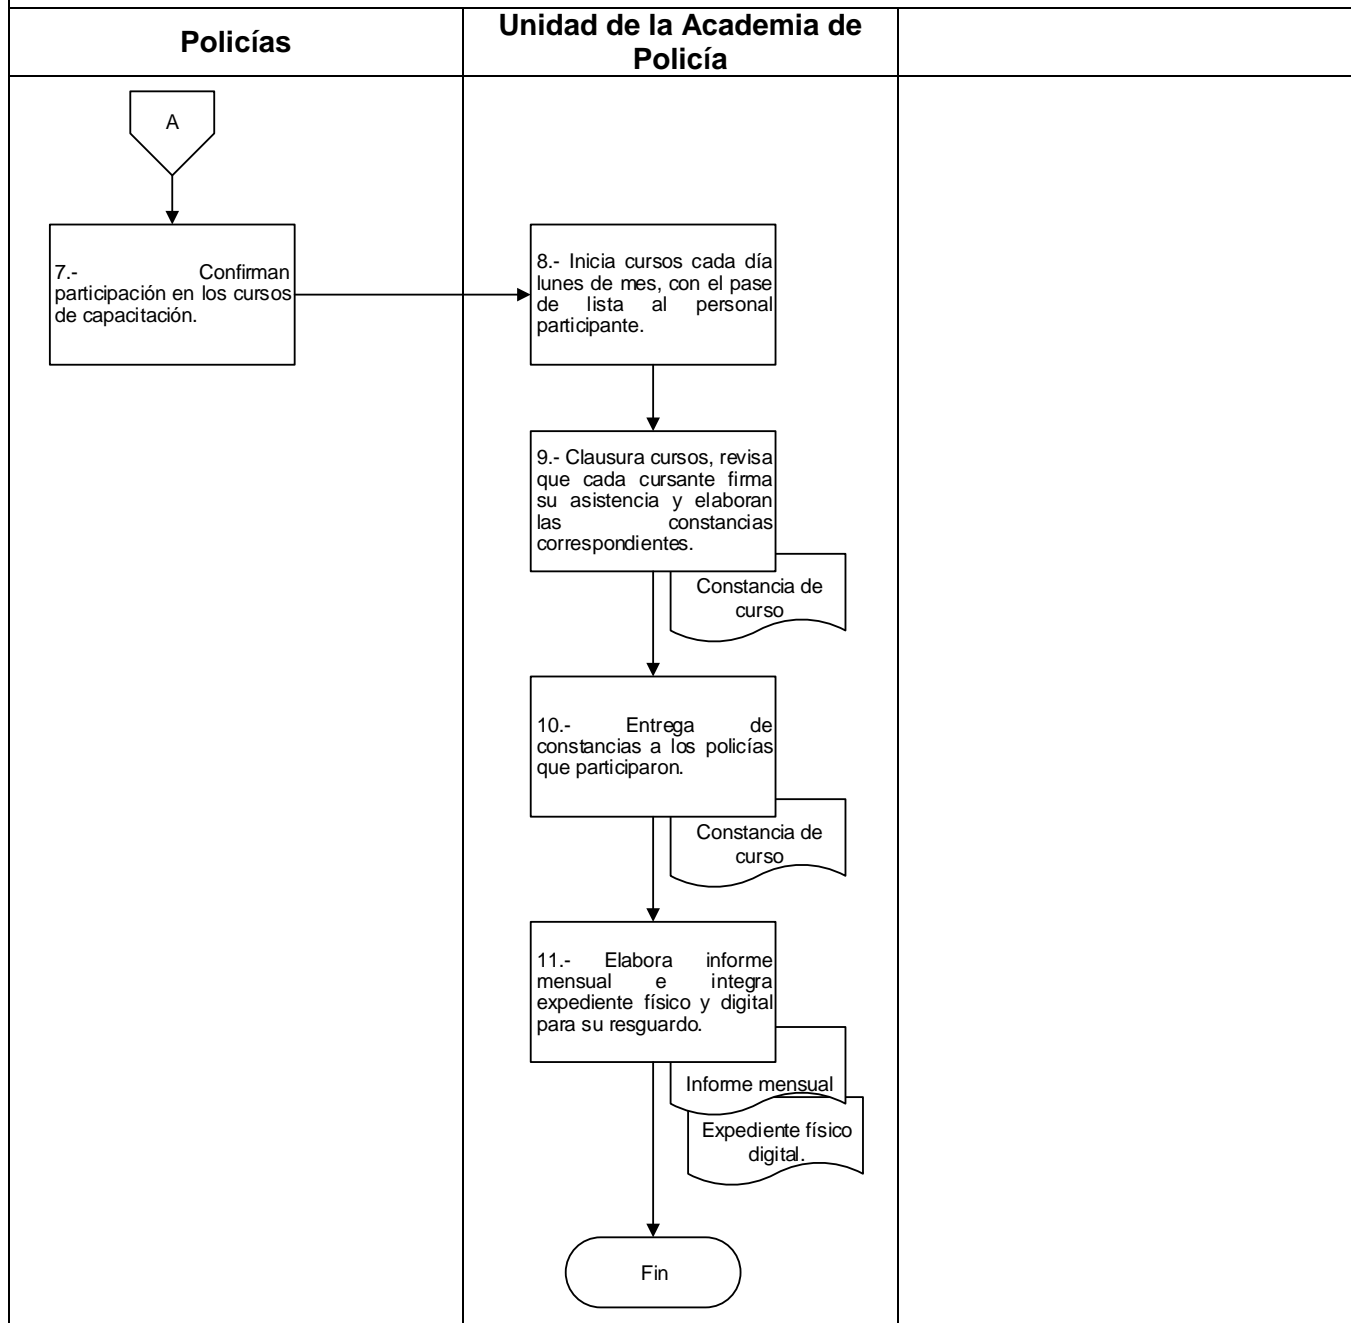 Policías
Unidad de la Academia de
Policía
A
7.- Confirman
participación en los cursos
de capacitación.
8.- Inicia cursos cada día
lunes de mes, con el pase
de lista al personal
participante.
9.- Clausura cursos, revisa
que cada cursante firma
su asistencia y elaboran
las constancias
correspondientes.
Constancia de
curso
10.- Entrega de
constancias a los policías
que participaron.
Constancia de
curso
11.- Elabora informe
mensual e integra
expediente físico y digital
para su resguardo.
Informe mensual
Expediente físico
digital.
Fin